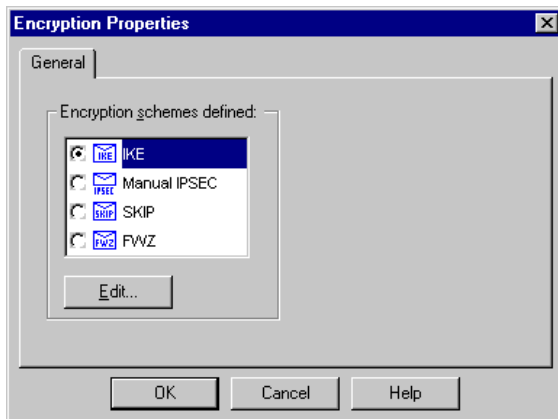 Encryption Properties
General
Encryption schemes defined:
IKE IKE
IPSEC Manual IPSEC
SKIP SKIP
FWZ FWZ
Edit...
OK Cancel Help